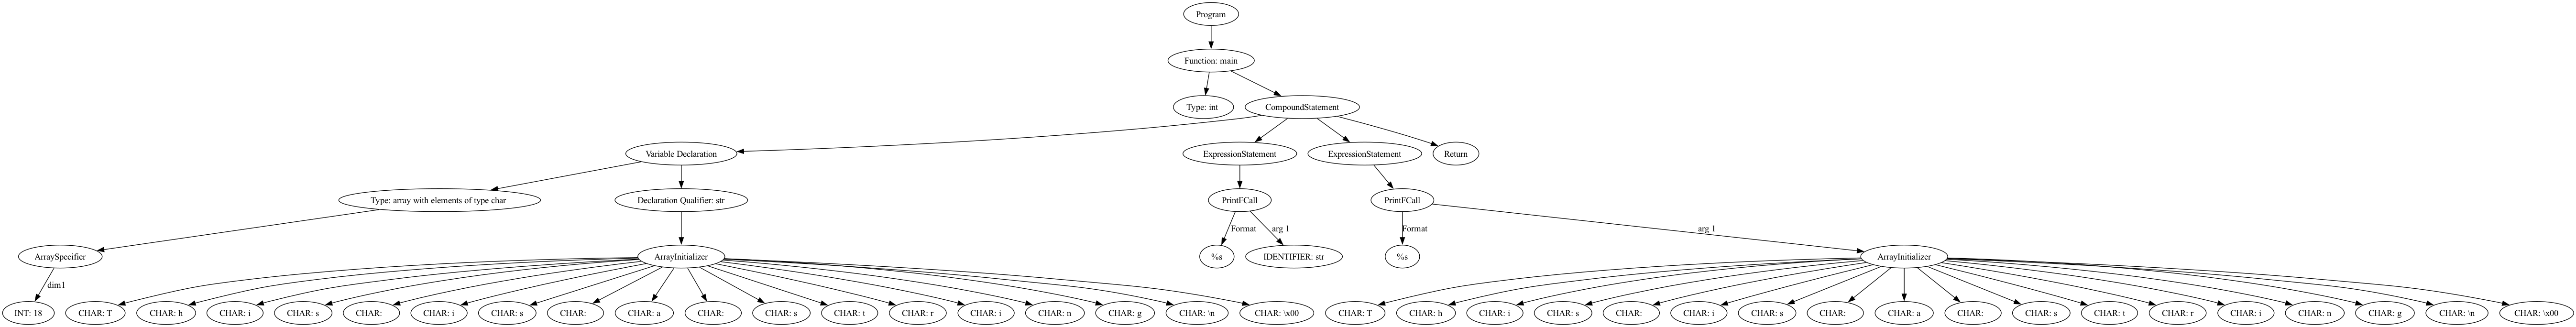 Program
Function: main
Type: int
CompoundStatement
Variable Declaration
ExpressionStatement
ExpressionStatement
Return
Type: array with elements of type char
Declaration Qualifier: str
PrintFCall
PrintFCall
Format
arg 1
Format
arg 1
ArraySpecifier
ArrayInitializer
%s
IDENTIFIER: str
%s
ArrayInitializer
dim1
INT: 18
CHAR: T
CHAR: h
CHAR: i
CHAR: s
CHAR:
CHAR: i
CHAR: s
CHAR:
CHAR: a
CHAR:
CHAR: s
CHAR: t
CHAR: r
CHAR: i
CHAR: n
CHAR: g
CHAR: \n
CHAR: \x00
CHAR: T
CHAR: h
CHAR: i
CHAR: s
CHAR:
CHAR: i
CHAR: s
CHAR:
CHAR: a
CHAR:
CHAR: s
CHAR: t
CHAR: r
CHAR: i
CHAR: n
CHAR: g
CHAR: \n
CHAR: \x00